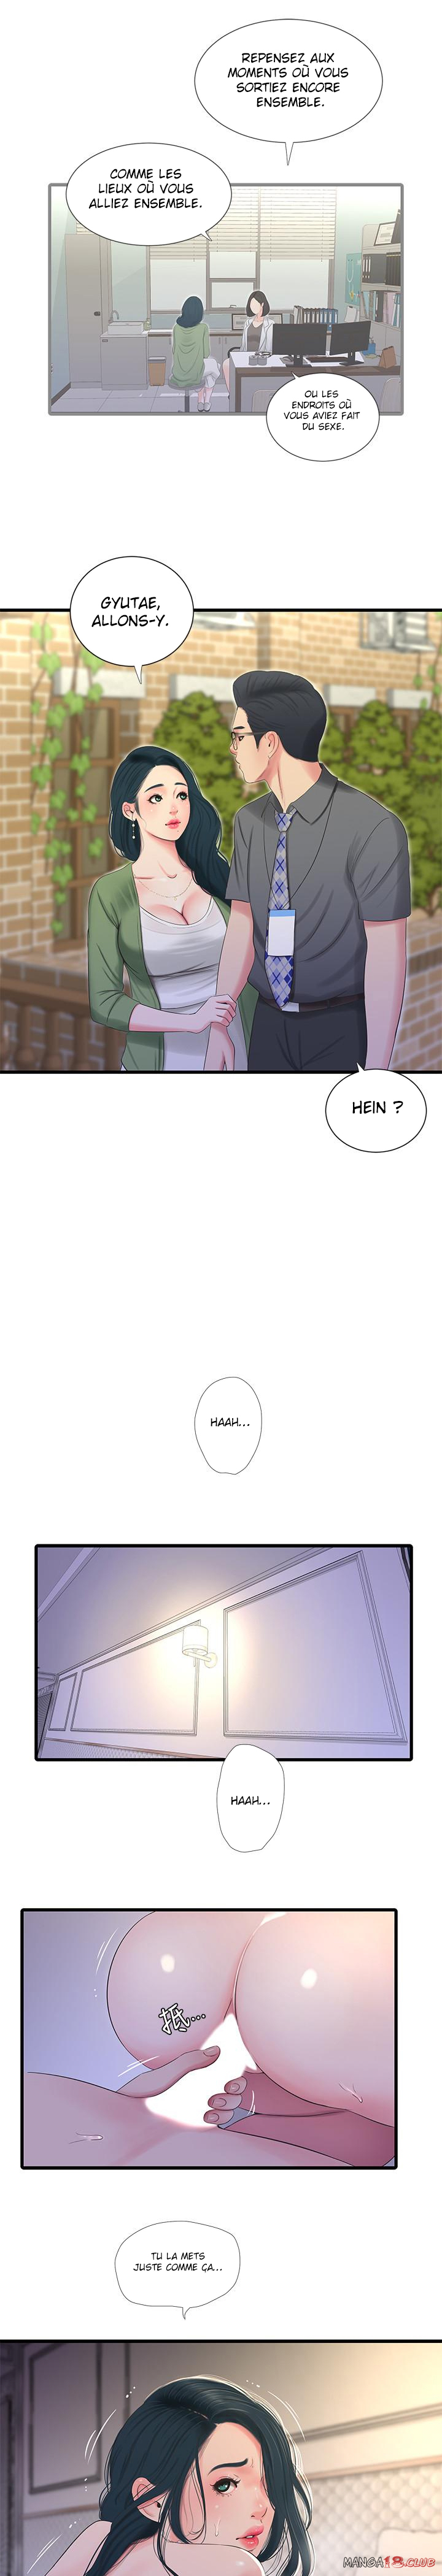 REPENSEZ AUX
MOMENTS OÙ VOUS
SORTIEZ ENCORE
ENSEMBLE.
COMME LES
LIEUX OÙ VOUS
ALLIEZ ENSEMBLE.
OU LES
ENDROITS OÙ
VOUS AVIEZ FAIT
DU SEXE.
GYUTAE,
ALLONS-Y.
HEIN ?
HAAH...
HAAH...
抵...
TU LA METS
JUSTE COMME ÇA...
MANGA18.CLUB